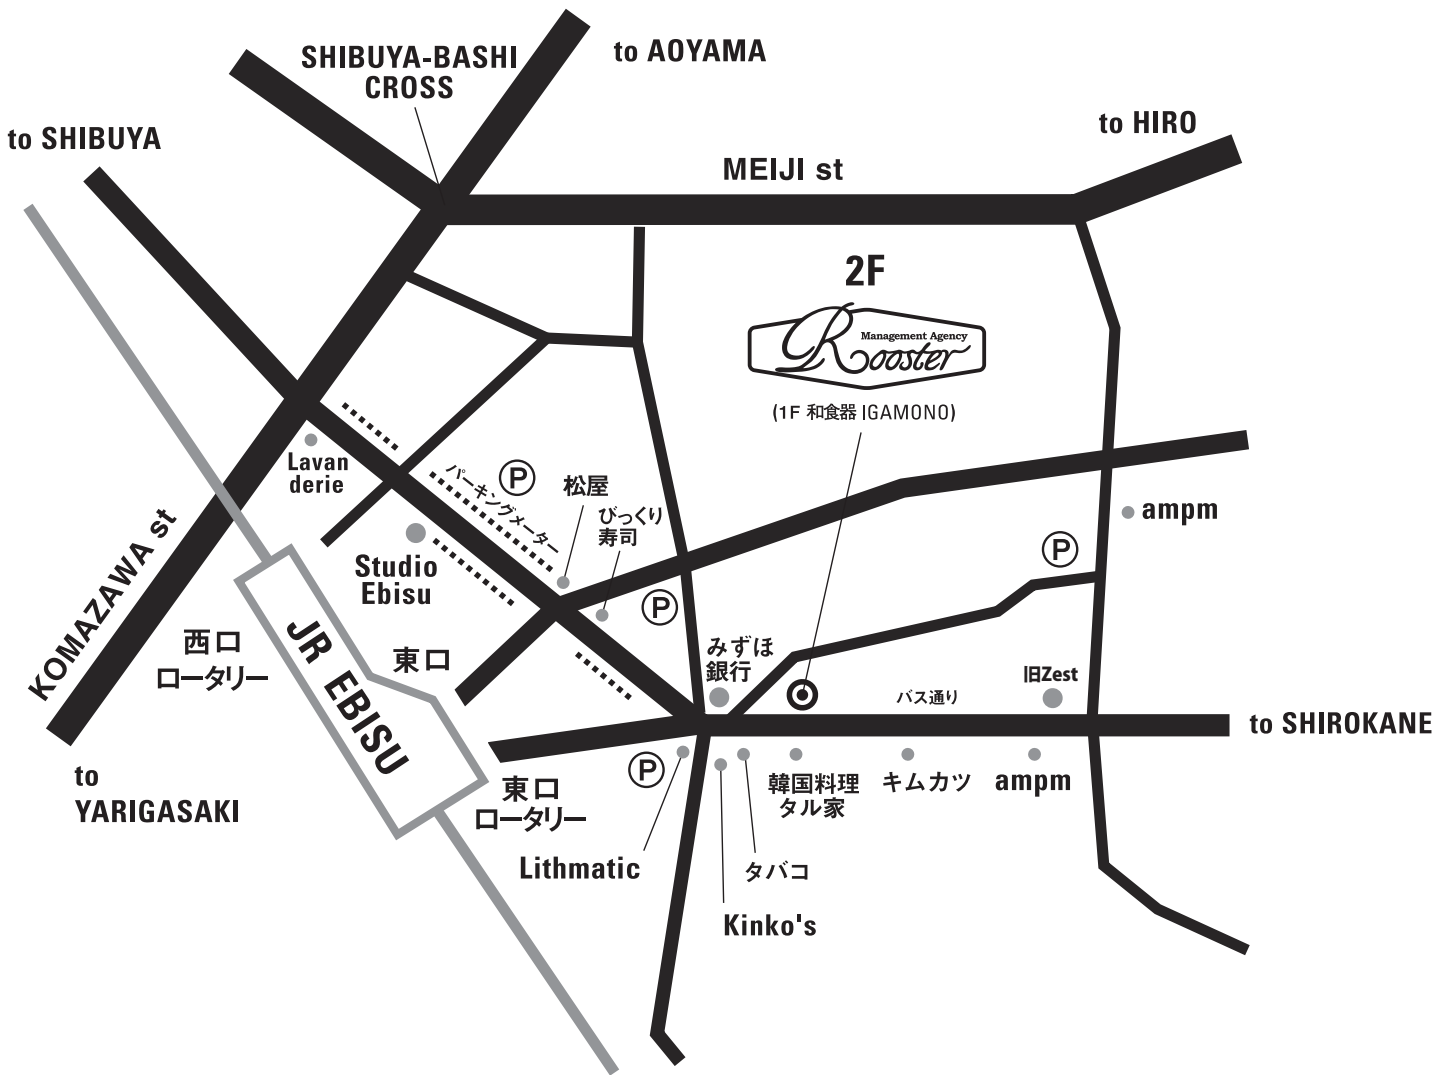 SHIBUYA-BASHI
CROSS
to AOYAMA
to HIRO
to SHIBUYA
MEIJI st
2F
Management Agency
Rooster
(1F 和食器 IGAMONO)
Lavan
derie
パーキングメーター
P
松屋
びっくり
寿司
ampm
P
Studio
Ebisu
KOMAZAWA st
P
西口
ロータリー
JR EBISU
東口
みずほ
銀行
旧Zest
バス通り
to SHIROKANE
to
YARIGASAKI
P
東口
ロータリー
韓国料理
タル家
キムカツ
ampm
Lithmatic
タバコ
Kinko's